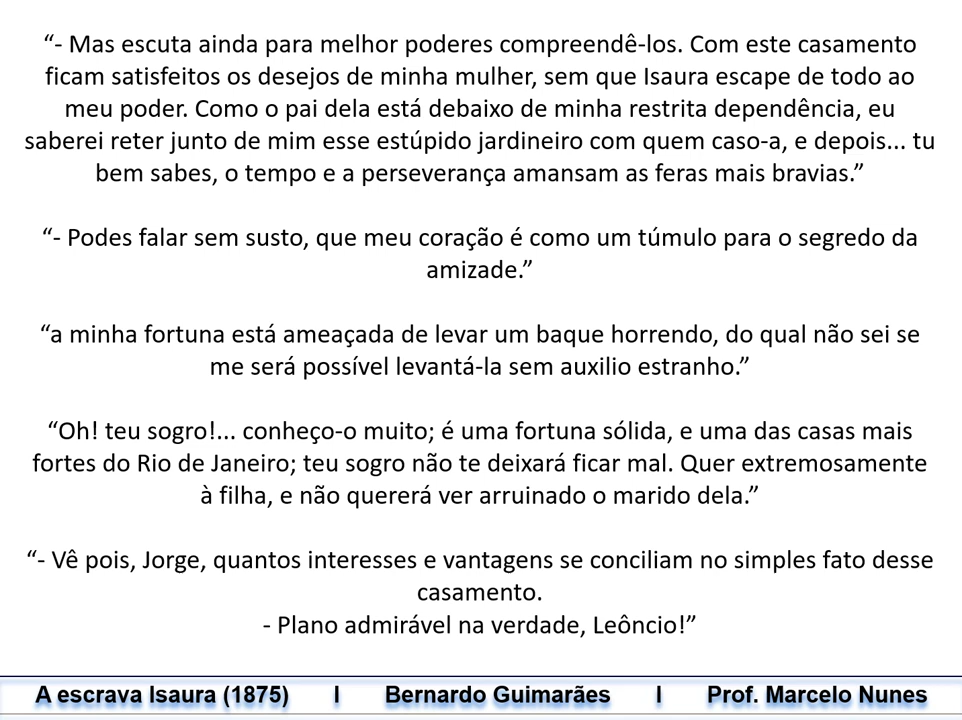 “- Mas escuta ainda para melhor poderes compreendê-los. Com este casamento
ficam satisfeitos os desejos de minha mulher, sem que Isaura escape de todo ao
meu poder. Como o pai dela está debaixo de minha restrita dependência, eu
saberei reter junto de mim esse estúpido jardineiro com quem caso-a, e depois... tu
bem sabes, o tempo e a perseverança amansam as feras mais bravias.”
“- Podes falar sem susto, que meu coração é como um túmulo para o segredo da
amizade.”
“a minha fortuna está ameaçada de levar um baque horrendo, do qual não sei se
me será possível levantá-la sem auxilio estranho.”
“Oh! teu sogro!... conheço-o muito; é uma fortuna sólida, e uma das casas mais
fortes do Rio de Janeiro; teu sogro não te deixará ficar mal. Quer extremosamente
à filha, e não quererá ver arruinado o marido dela.”
“- Vê pois, Jorge, quantos interesses e vantagens se conciliam no simples fato desse
casamento.
- Plano admirável na verdade, Leôncio!”
A escrava Isaura (1875) I Bernardo Guimarães I Prof. Marcelo Nunes